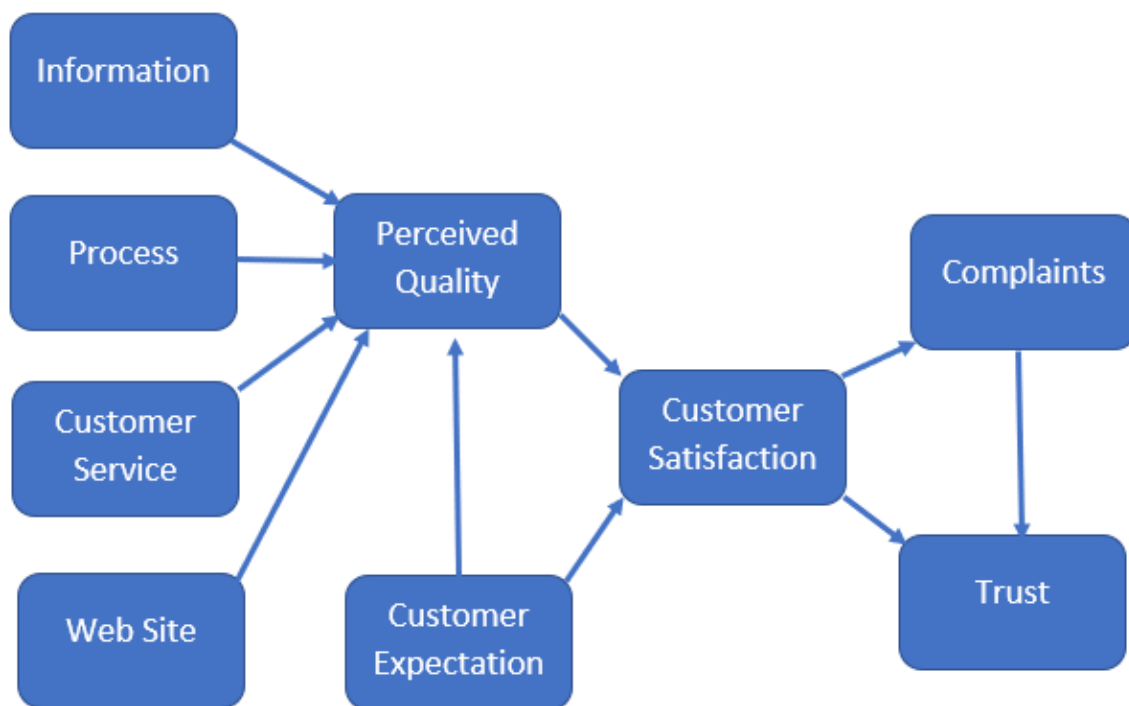 Information
Process
Customer
Service
Web Site
Perceived
Quality
Customer
Expectation
Customer
Satisfaction
Complaints
Trust